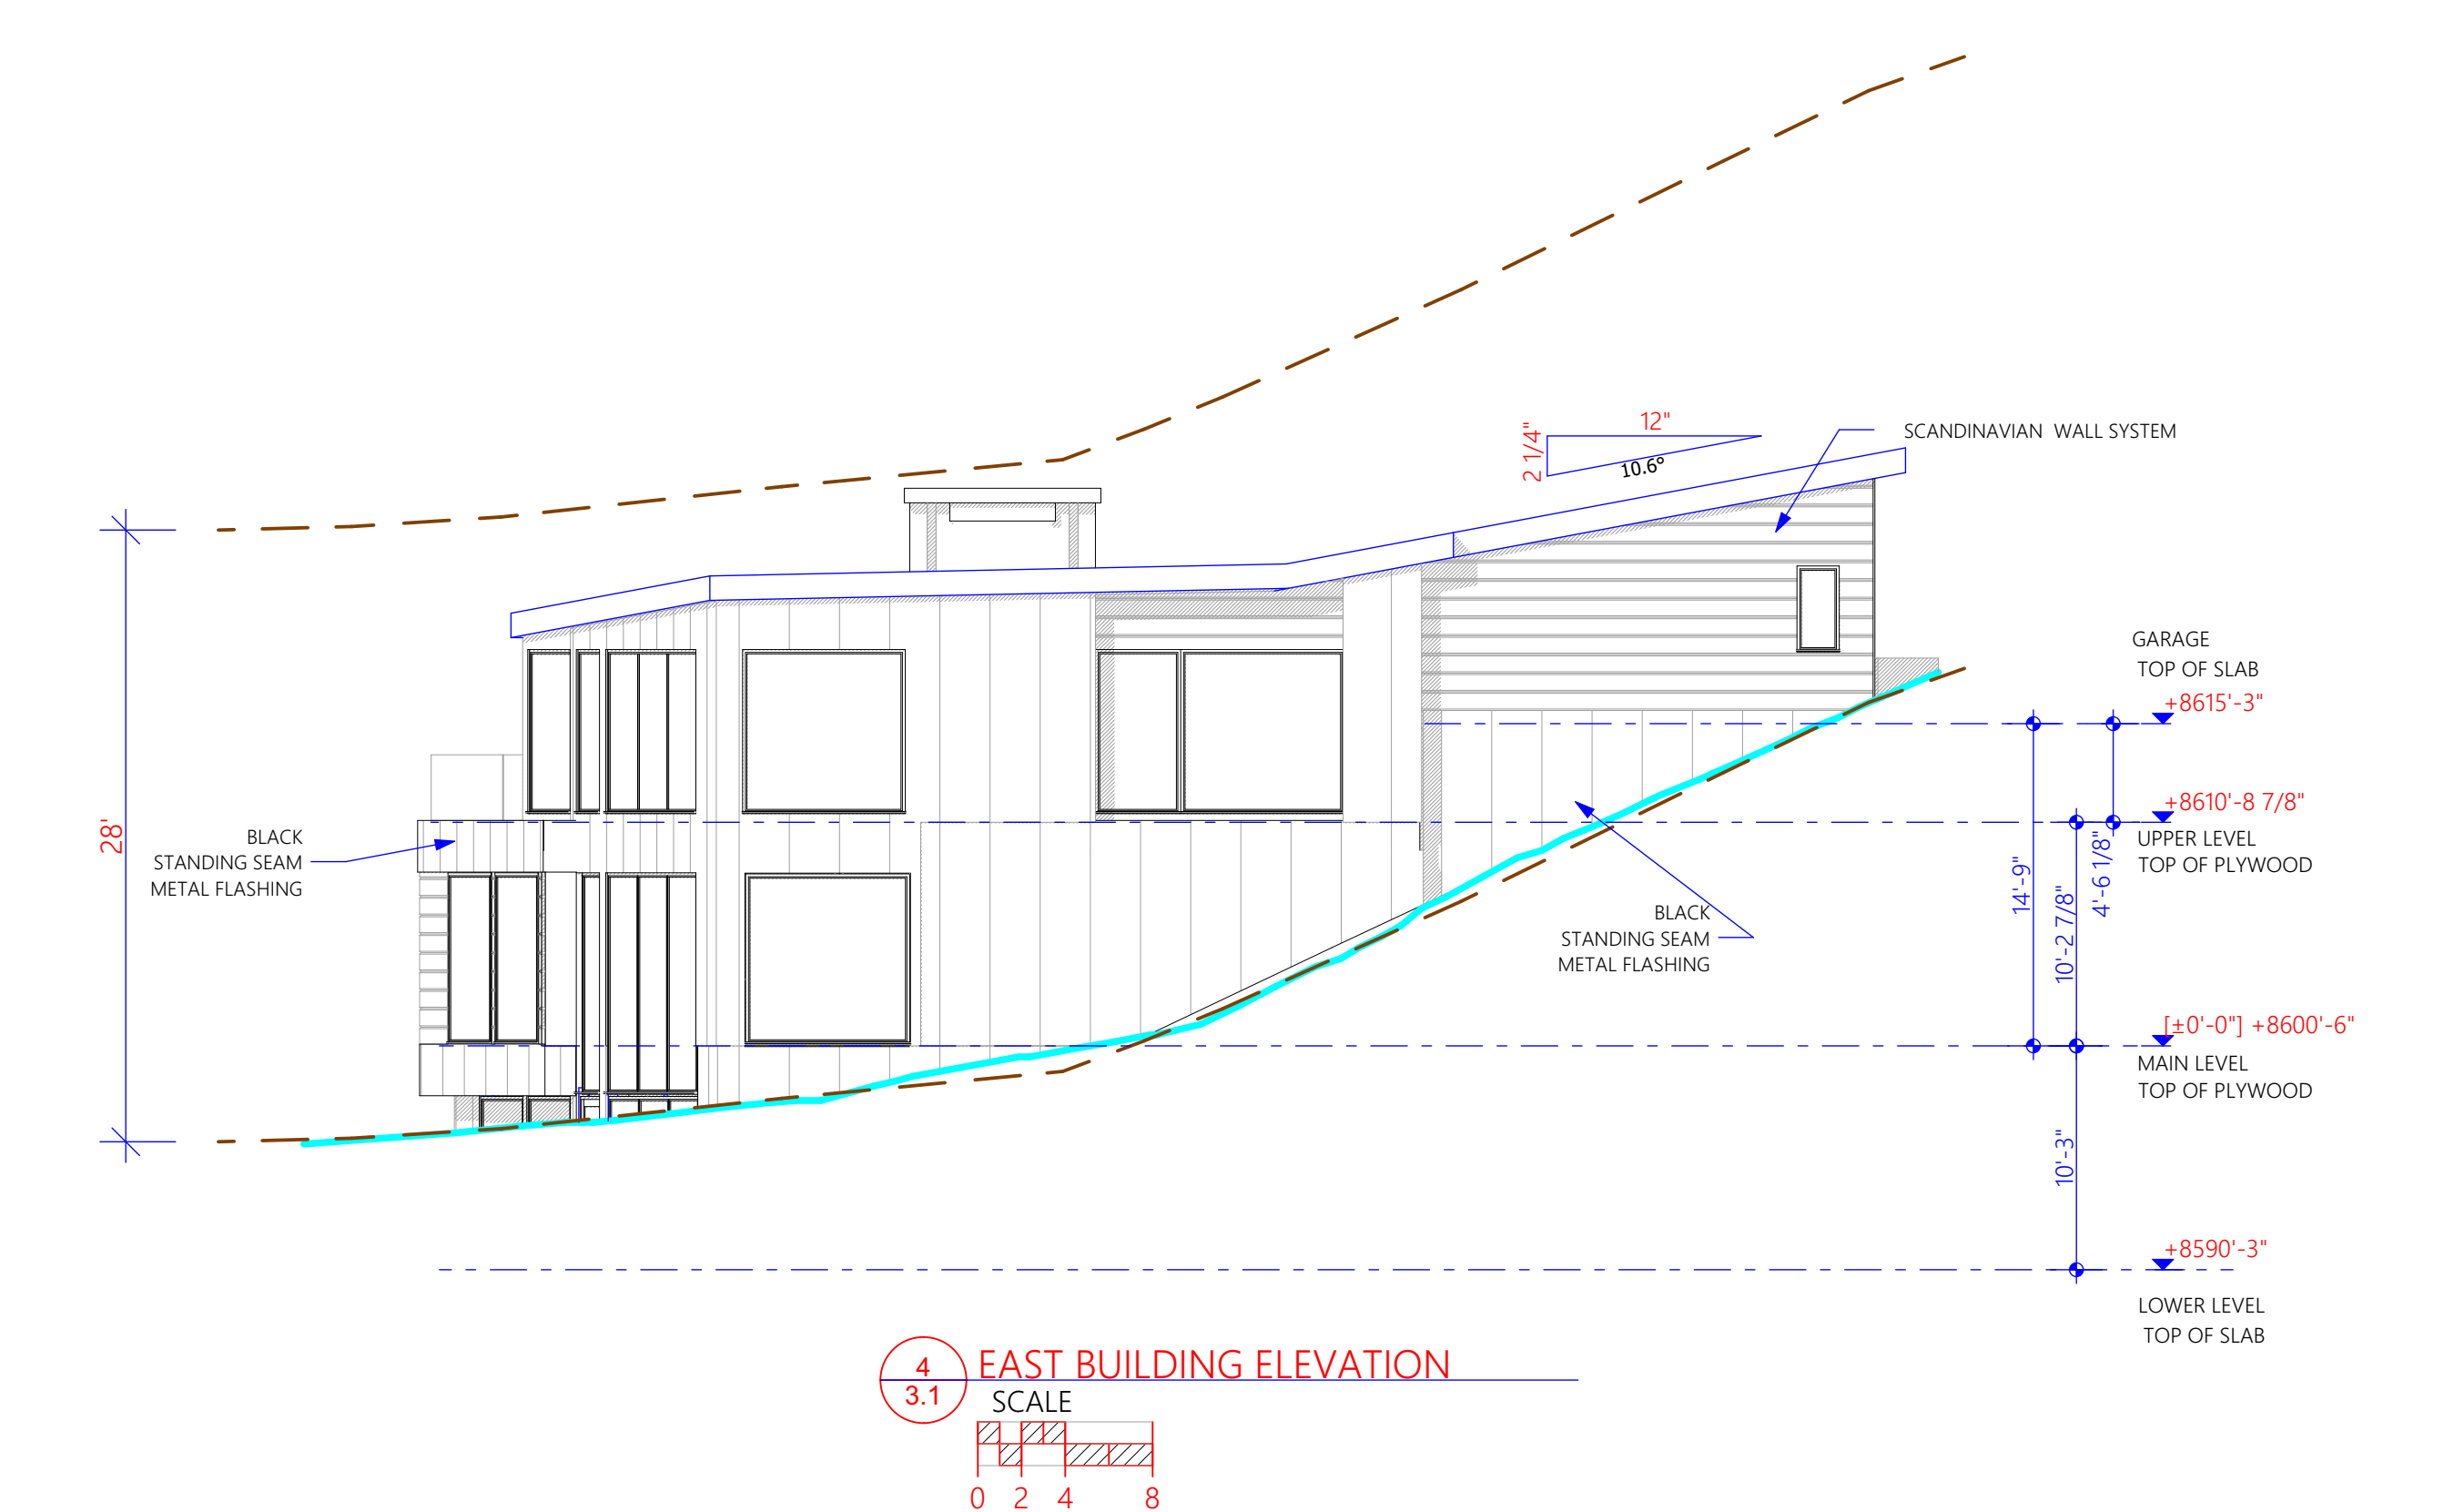 12"
2 1/4"
10.6°
SCANDINAVIAN WALL SYSTEM
28'
BLACK
STANDING SEAM
METAL FLASHING
BLACK
STANDING SEAM
METAL FLASHING
GARAGE
TOP OF SLAB
+8615'-3"
+8610'-8 7/8"
UPPER LEVEL
TOP OF PLYWOOD
14'-9"
10'-2 7/8"
4'-6 1/8"
[±0'-0"] +8600'-6"
MAIN LEVEL
TOP OF PLYWOOD
10'-3"
+8590'-3"
LOWER LEVEL
TOP OF SLAB
4
3.1
EAST BUILDING ELEVATION
SCALE
0 2 4 8